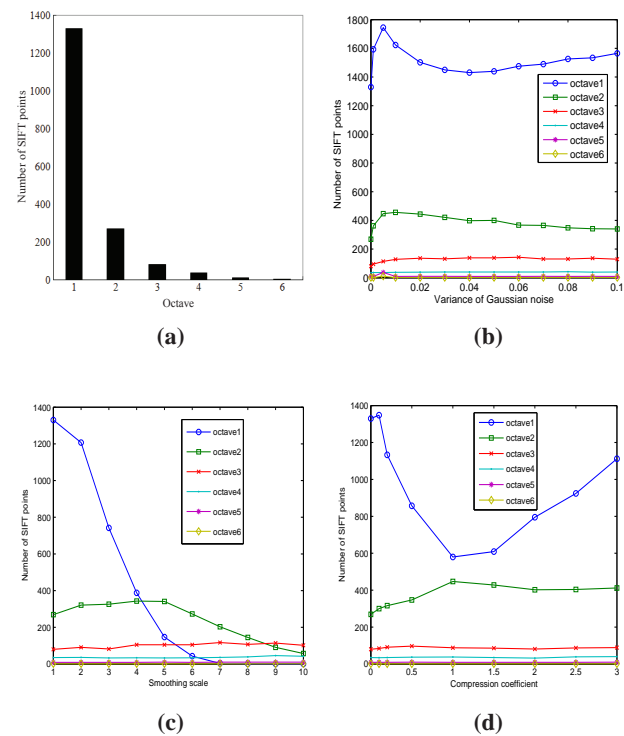 1400
1200
1000
800
600
400
200
0
Number of SIFT points
1 2 3 4 5 6
Octave
(a)
1800
1600
1400
1200
1000
800
600
400
200
0
Number of SIFT points
octave1
octave2
octave3
octave4
octave5
octave6
0 0.02 0.04 0.06 0.08 0.1
Variance of Gaussian noise
(b)
1400
1200
1000
800
600
400
200
0
Number of SIFT points
octave1
octave2
octave3
octave4
octave5
octave6
1 2 3 4 5 6 7 8 9 10
Smoothing scale
(c)
1400
1200
1000
800
600
400
200
0
Number of SIFT points
octave1
octave2
octave3
octave4
octave5
octave6
0 0.5 1 1.5 2 2.5 3
Compression coefficient
(d)